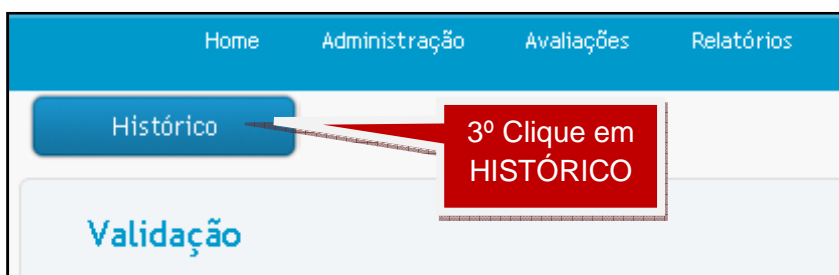 Home Administração Avaliações Relatórios
Histórico
3º Clique em
HISTÓRICO
Validação